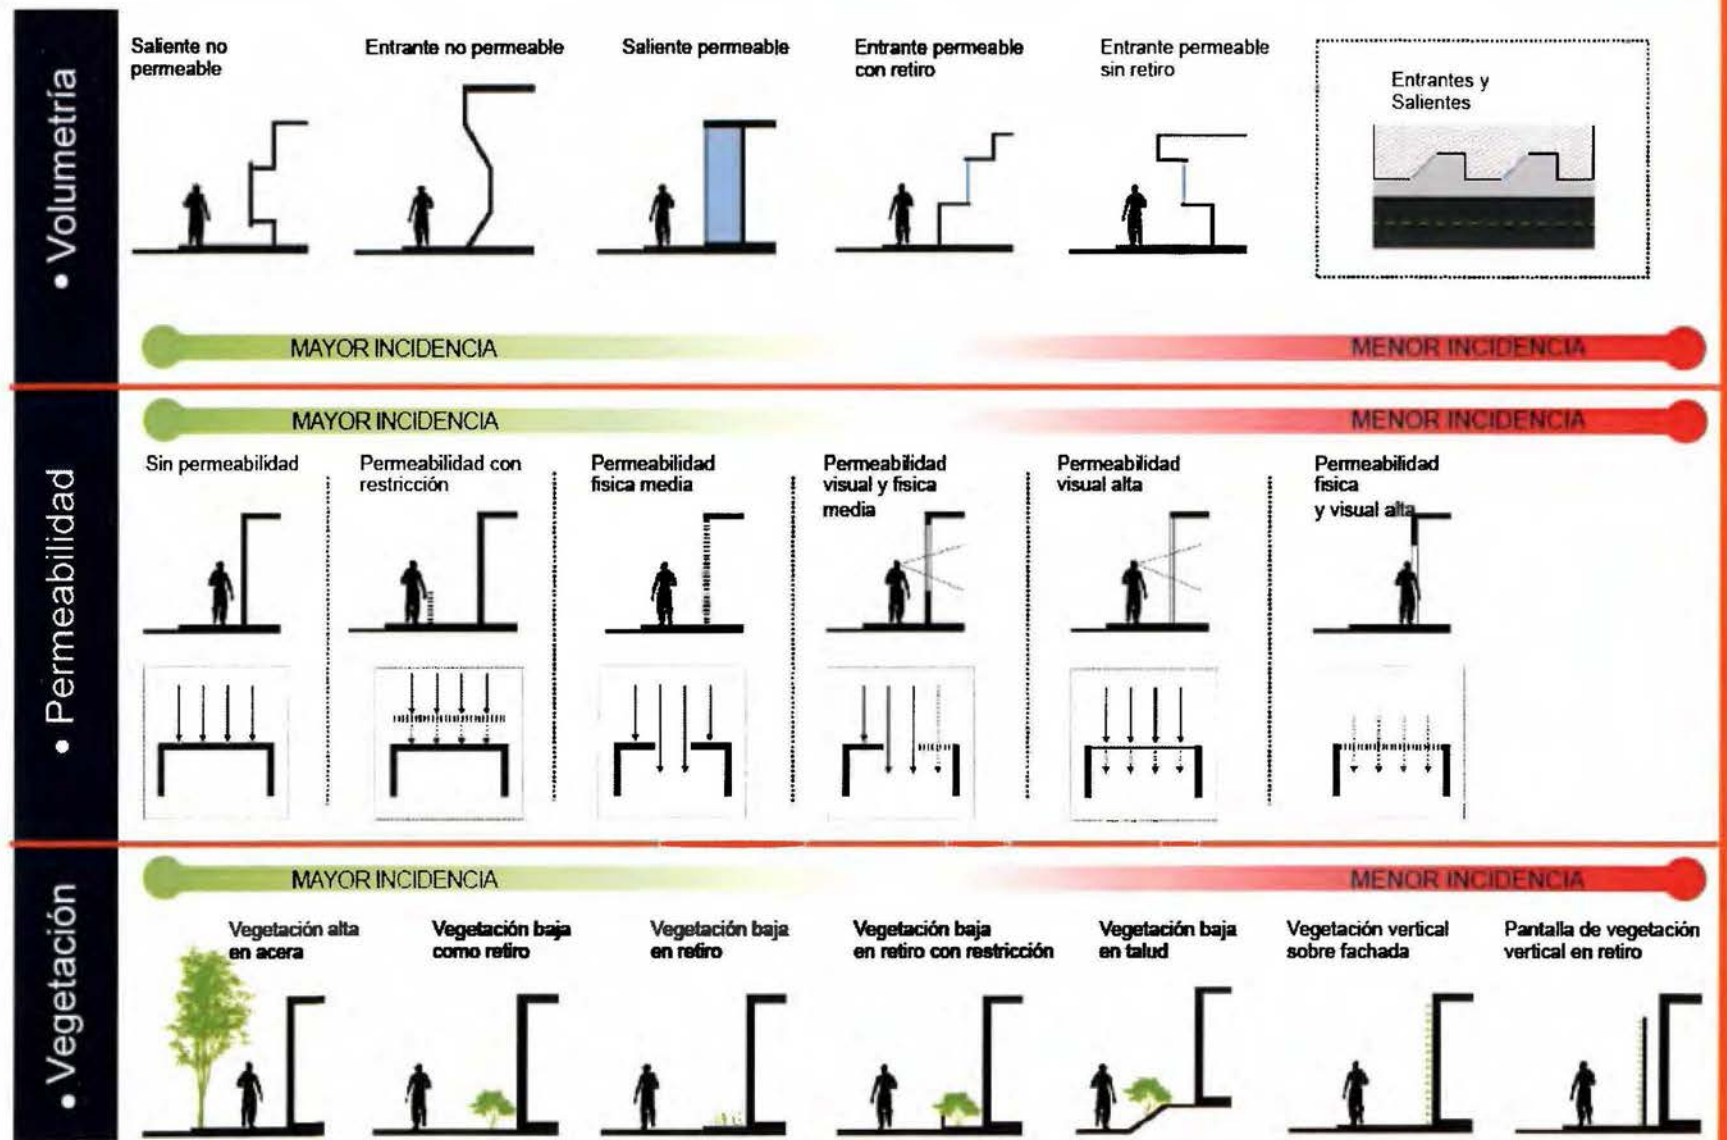 • Volumetría
Saliente no
permeable
Entrante no permeable
Saliente permeable
Entrante permeable
con retiro
Entrante permeable
sin retiro
Entrantes y
Salientes
MAYOR INCIDENCIA
MENOR INCIDENCIA
• Permeabilidad
MAYOR INCIDENCIA
MENOR INCIDENCIA
Sin permeabilidad
Permeabilidad con
restricción
Permeabilidad
fisica media
Permeabilidad
visual y fisica
media
Permeabilidad
visual alta
Permeabilidad
fisica
y visual alta
• Vegetación
MAYOR INCIDENCIA
MENOR INCIDENCIA
Vegetación alta
en acera
Vegetación baja
como retiro
Vegetación baja
en retiro
Vegetación baja
en retiro con restricción
Vegetación baja
en talud
Vegetación vertical
sobre fachada
Pantalla de vegetación
vertical en retiro